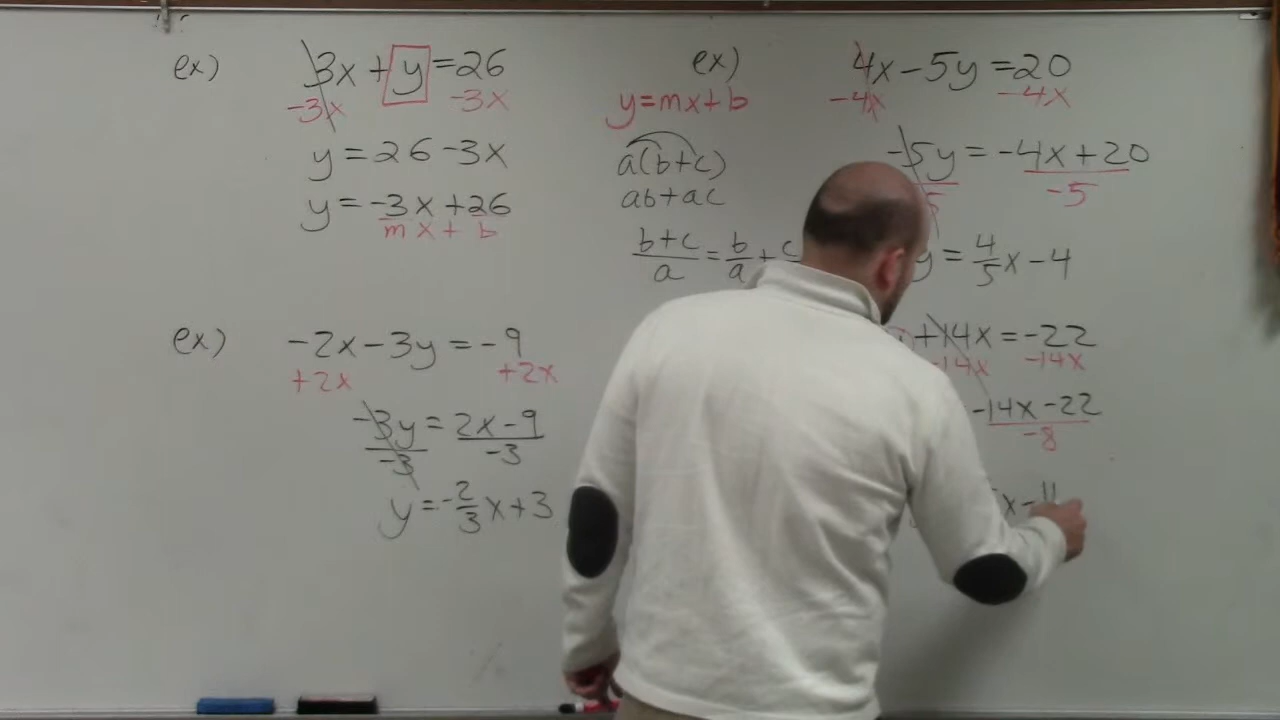 ex) 3x + y = 26
-3x -3x
y = 26 - 3x
y = -3x + 26
m x + b
ex) -2x - 3y = -9
+2x +2x
-3y = 2x - 9
-3 -3
y = -2/3 x + 3
ex) 4x - 5y = 20
y = mx + b
-4x -4x
a(b+c)
ab + ac
b+c/a = b/a + c
-5y = -4x + 20
5 -5
y = 4/5 x - 4
+14x = -22
-14x -14x
-14x - 22
-8
x - 11